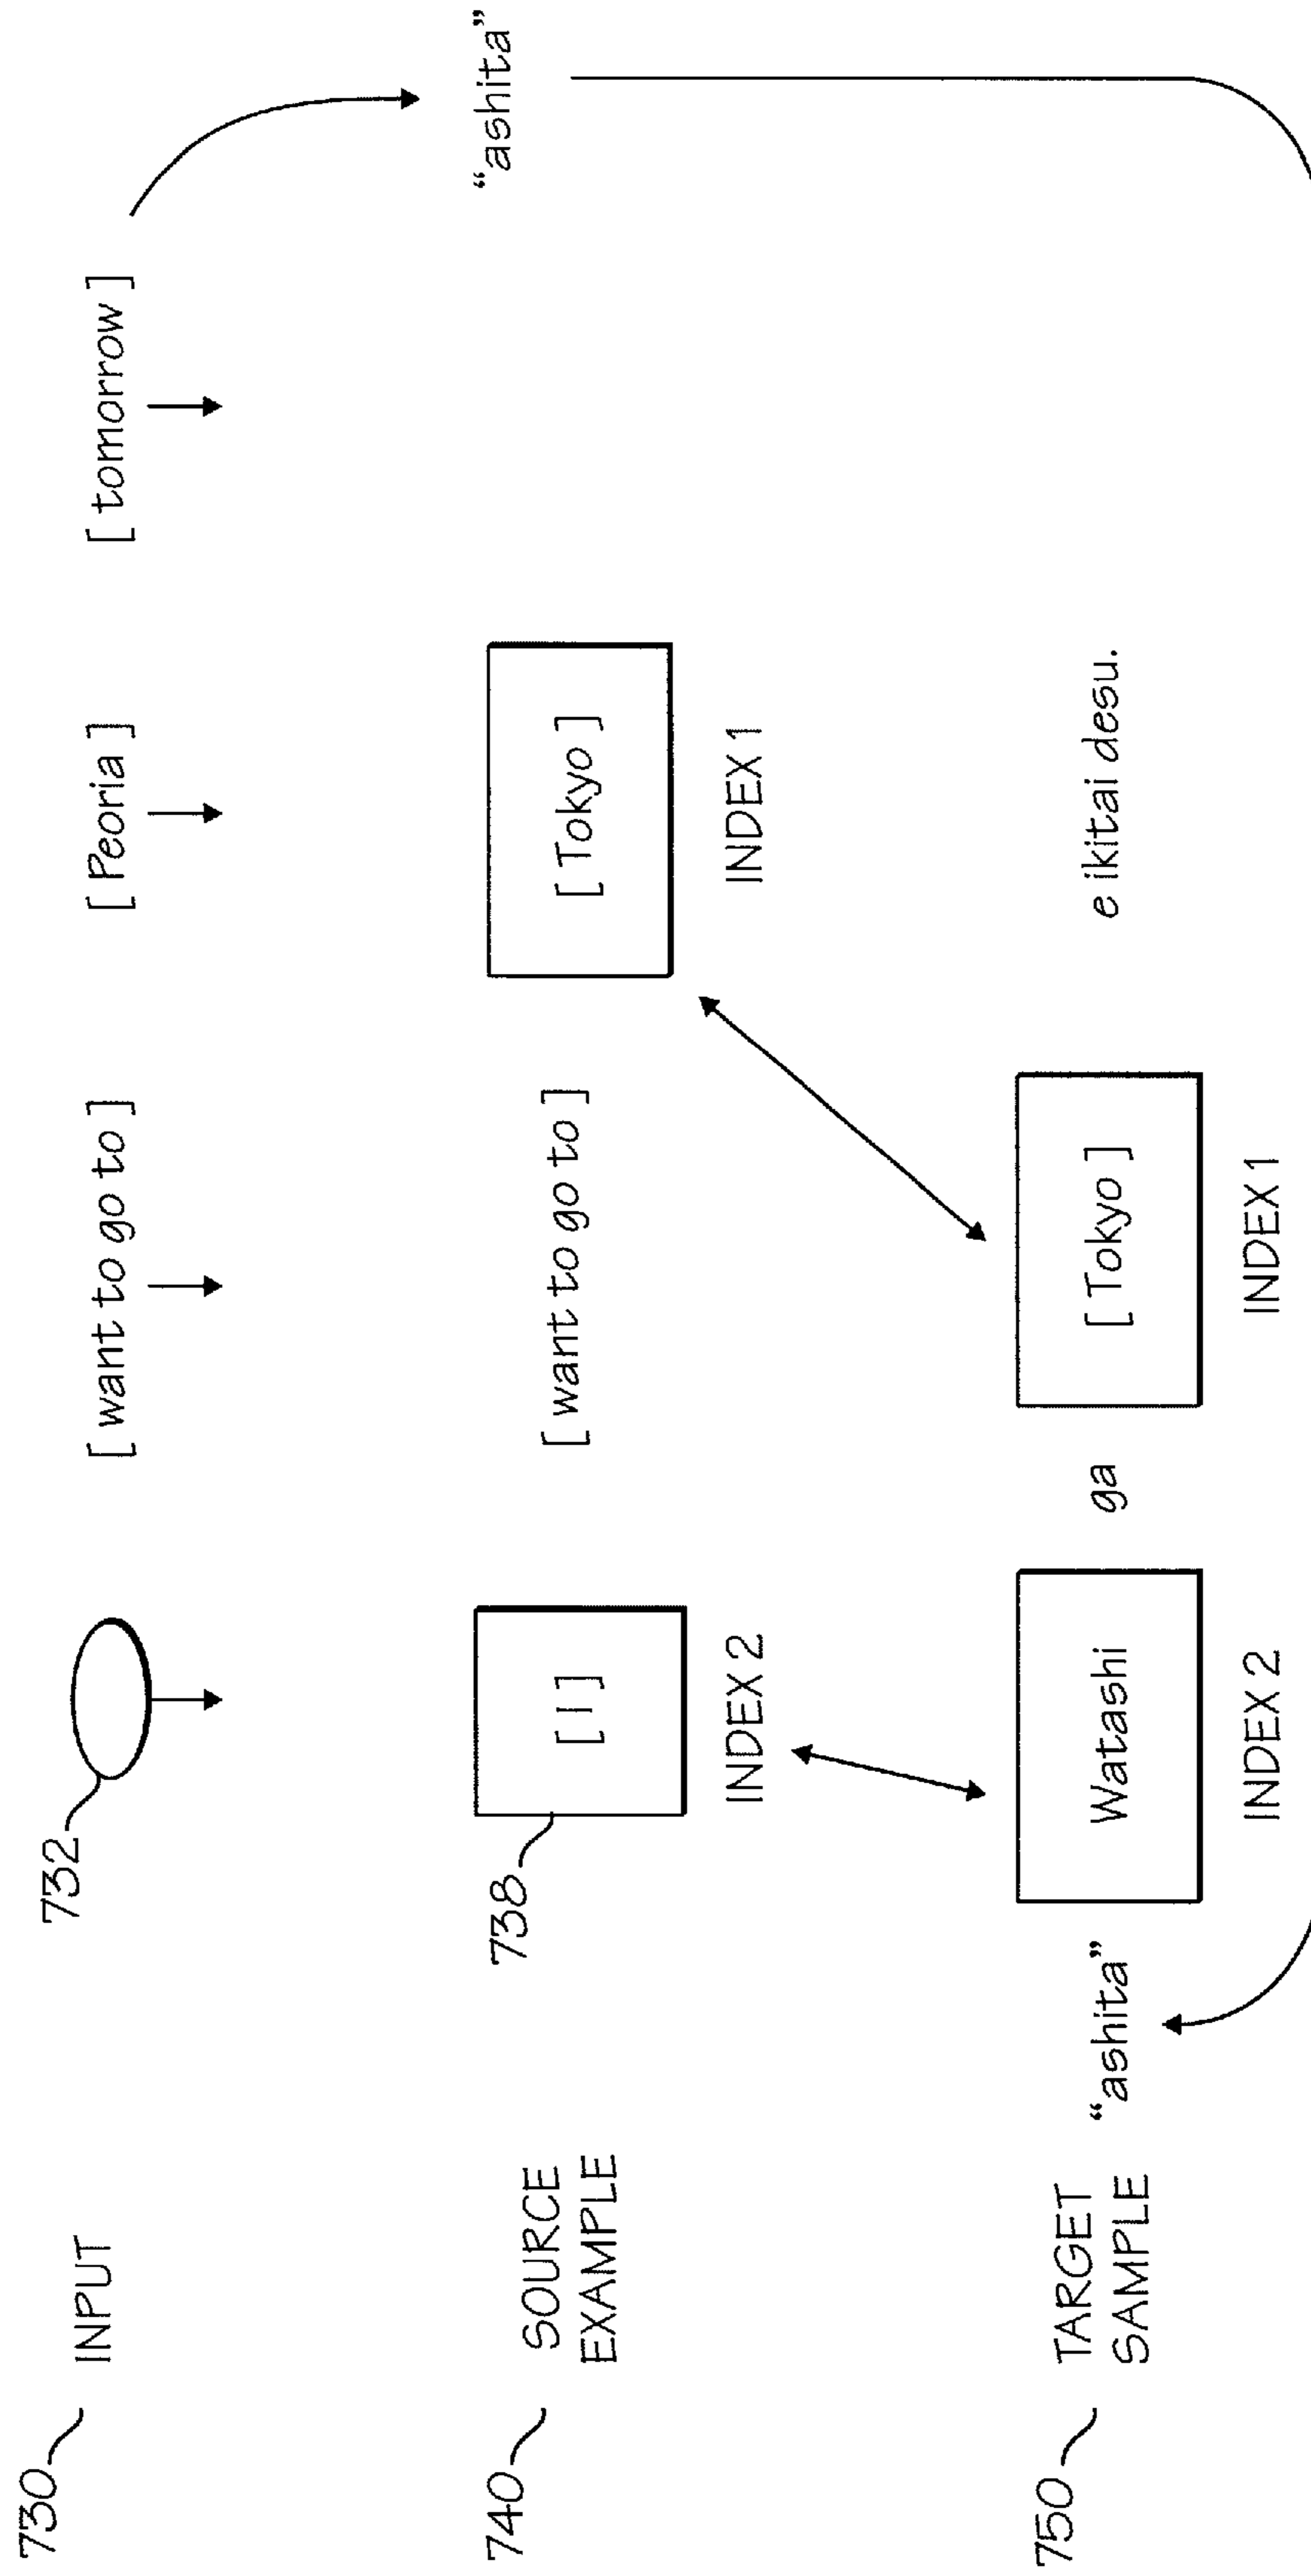 730 INPUT 732 [ want to go to ] [ Peoria ] [ tomorrow ]
“ashita”
740 SOURCE EXAMPLE 738 [ I ] [ want to go to ] [ Tokyo ]
INDEX 2 INDEX 1
750 TARGET SAMPLE “ashita” Watashi ga [ Tokyo ] e ikitai desu.
INDEX 2 INDEX 1